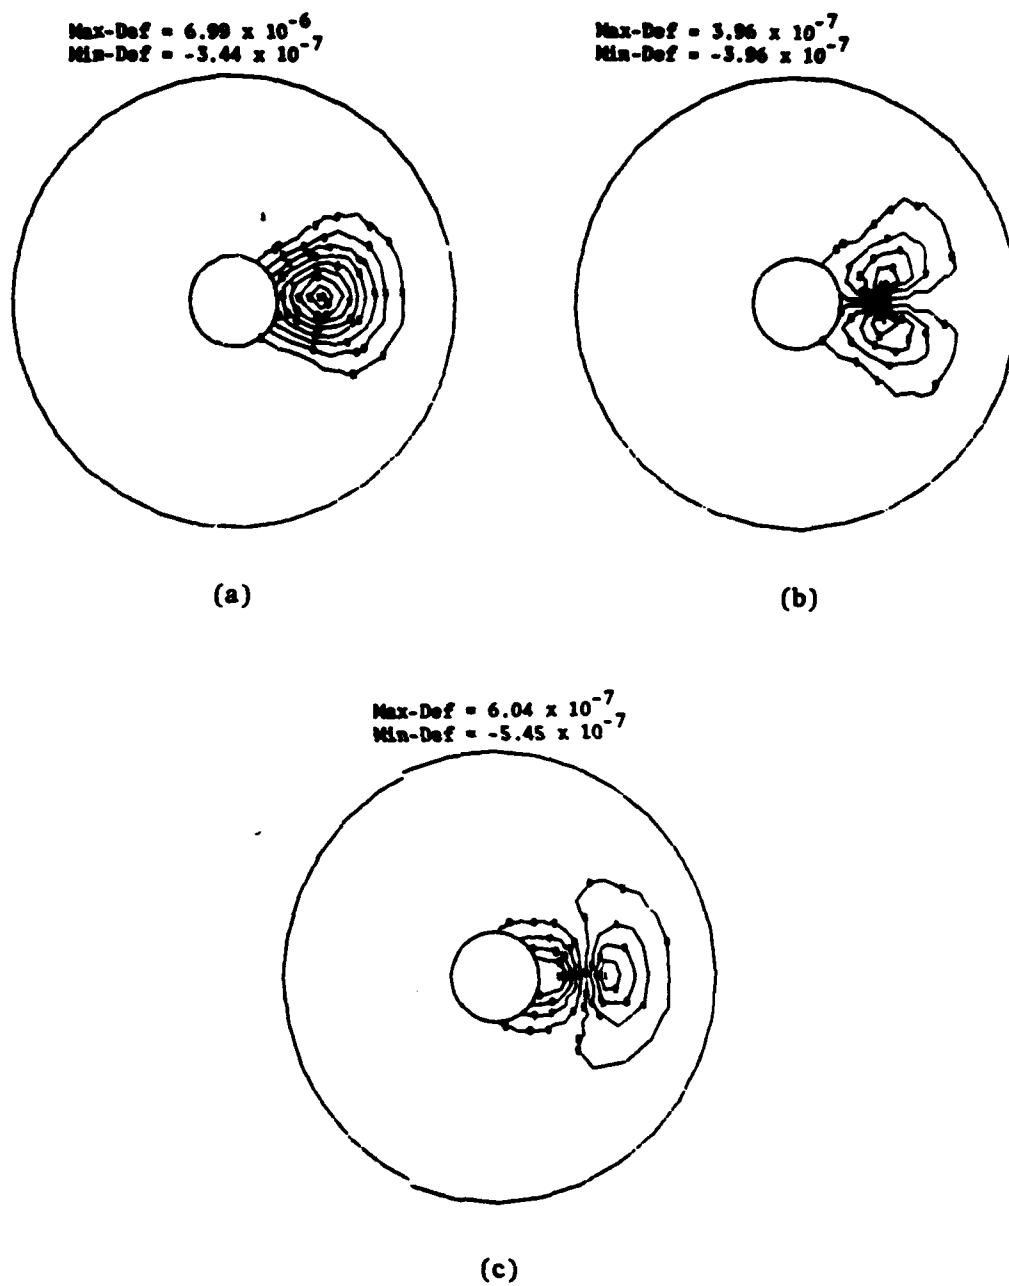 Max-Def = 6.99 x 10^-6
Min-Def = -3.44 x 10^-7
Max-Def = 3.96 x 10^-7
Min-Def = -3.96 x 10^-7
(a)
(b)
Max-Def = 6.04 x 10^-7
Min-Def = -5.45 x 10^-7
(c)